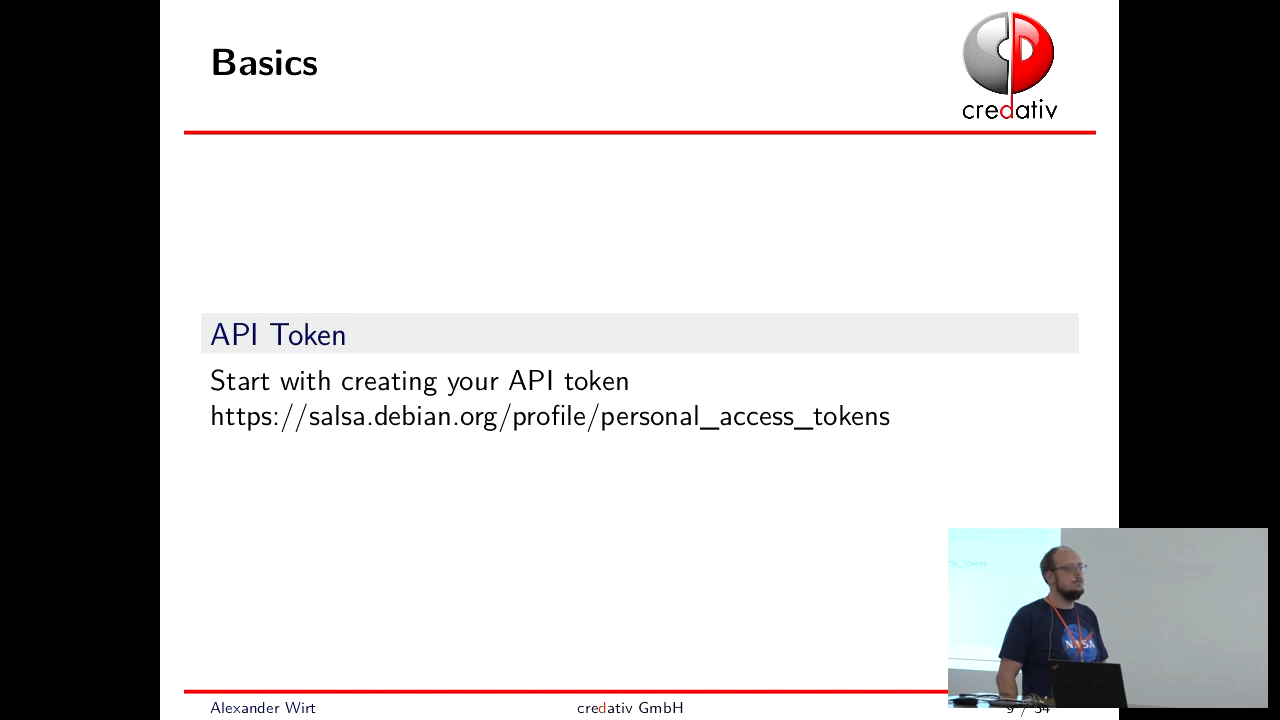 Basics
credativ
API Token
Start with creating your API token
https://salsa.debian.org/profile/personal_access_tokens
NASA
Alexander Wirt
credativ GmbH